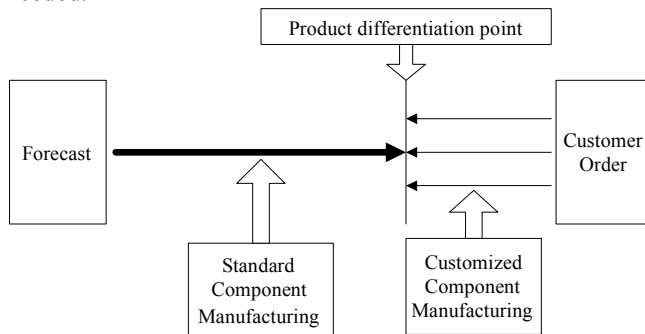 Product differentiation point
Forecast
Customer
Order
Standard
Component
Manufacturing
Customized
Component
Manufacturing